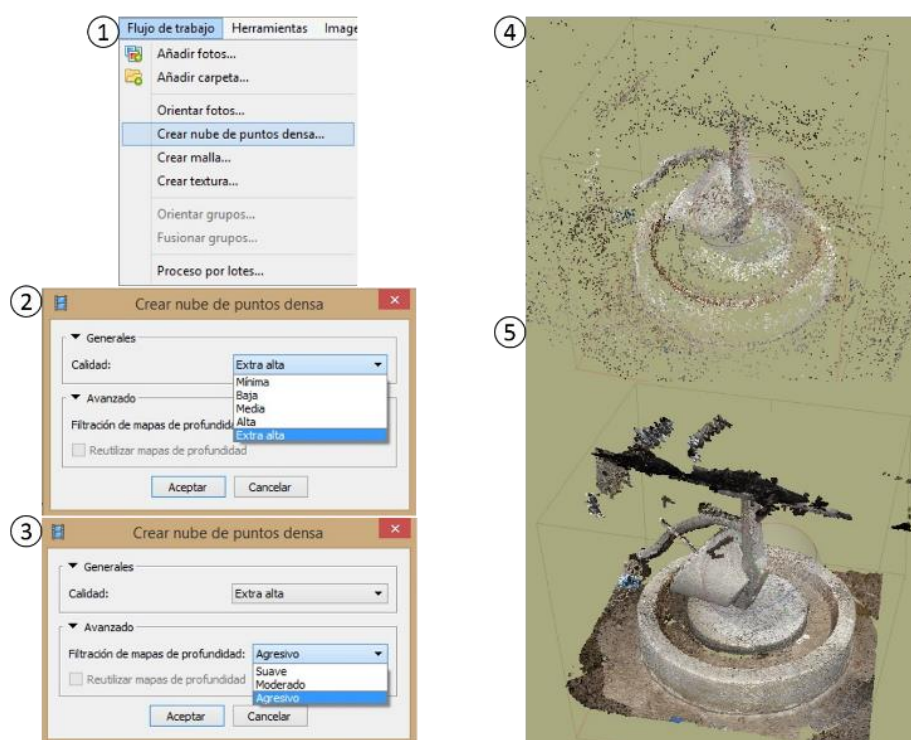 1
Flujo de trabajo Herramientas Image
Añadir fotos...
Añadir carpeta...
Orientar fotos...
Crear nube de puntos densa...
Crear malla...
Crear textura...
Orientar grupos...
Fusionar grupos...
Proceso por lotes...
2
Crear nube de puntos densa
Generales
Calidad: Extra alta
Mínima
Baja
Media
Alta
Extra alta
Avanzado
Filtración de mapas de profundida
Reutilizar mapas de profundidad
Aceptar Cancelar
3
Crear nube de puntos densa
Generales
Calidad: Extra alta
Avanzado
Filtración de mapas de profundidad: Agresivo
Suave
Moderado
Agresivo
Reutilizar mapas de profundidad
Aceptar Cancelar
4
5